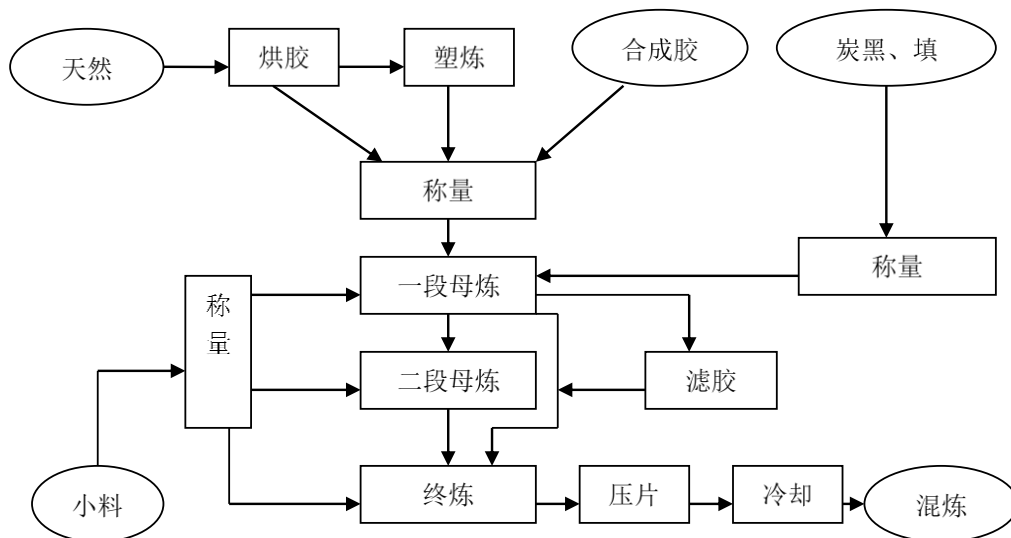 天然
烘胶
塑炼
合成胶
炭黑、填
称量
称量
一段母炼
称
量
二段母炼
滤胶
小料
终炼
压片
冷却
混炼